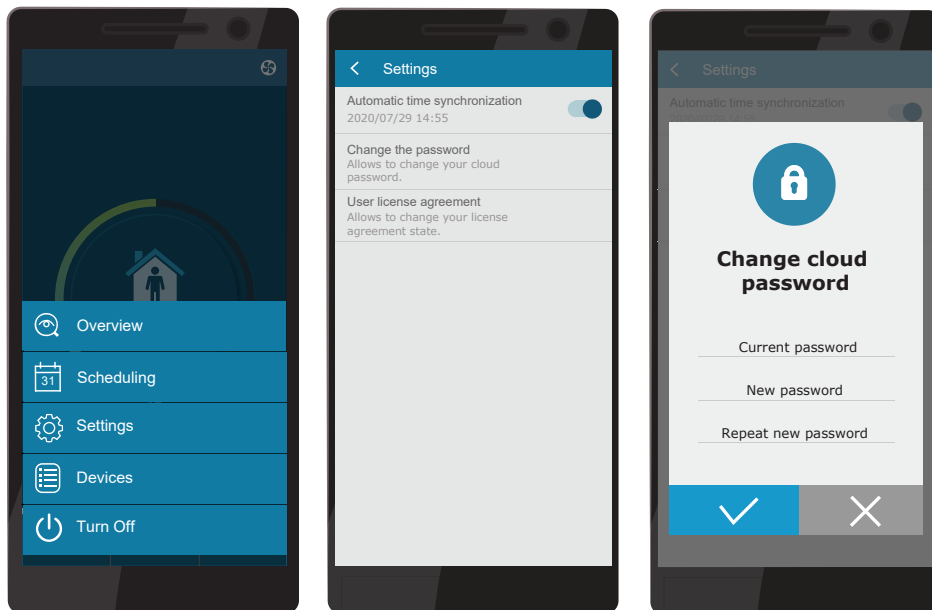 Overview
31
Scheduling
Settings
Devices
Turn Off
Settings
Automatic time synchronization
2020/07/29 14:55
Change the password
Allows to change your cloud
password.
User license agreement
Allows to change your license
agreement state.
Settings
Automatic time synchronization
Change cloud
password
Current password
New password
Repeat new password